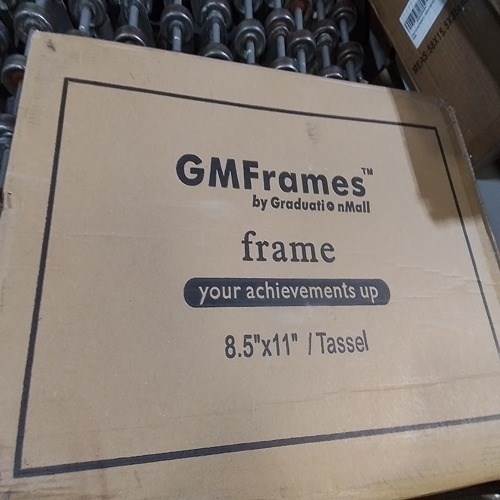 GMFrames™
by Graduati nMall
frame
your achievements up
8.5"x11" / Tassel